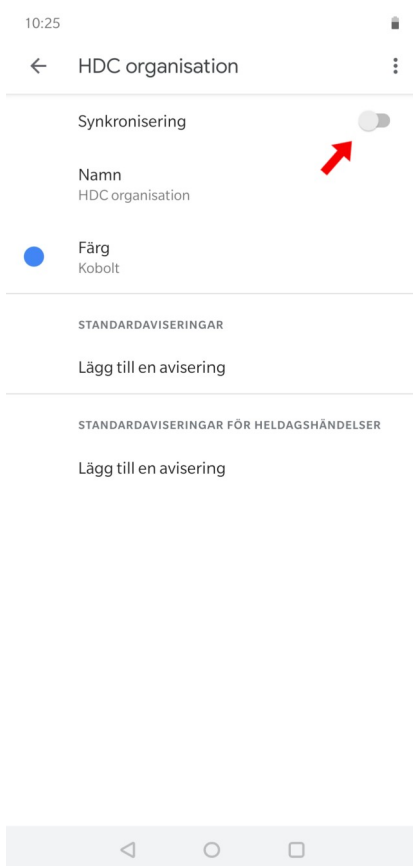 10:25
HDC organisation
Synkronisering
Namn
HDC organisation
Färg
Kobolt
STANDARDAVISERINGAR
Lägg till en avisering
STANDARDAVISERINGAR FÖR HELDAGSHÄNDELSER
Lägg till en avisering